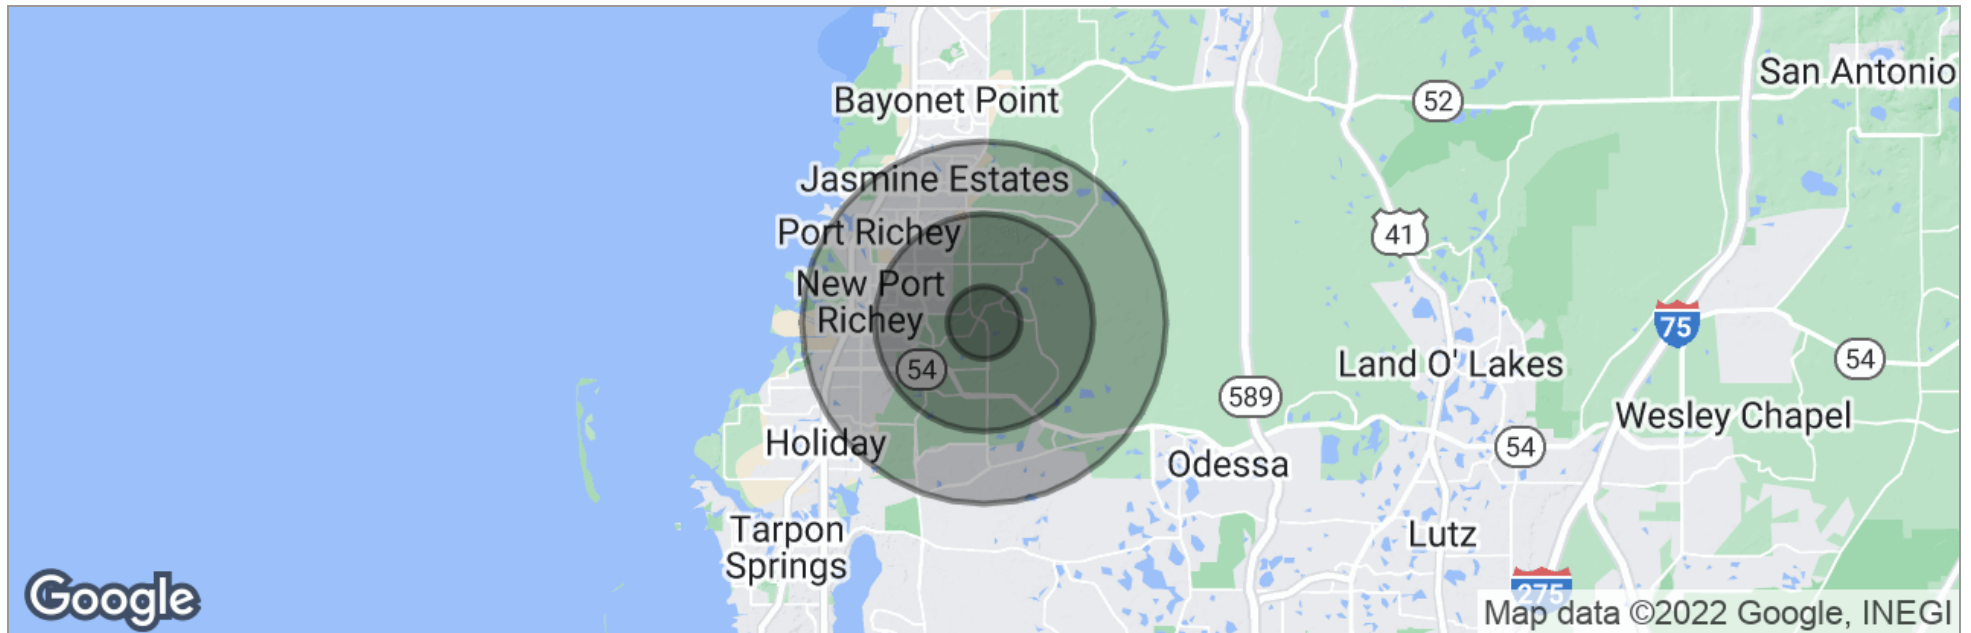 San Antonio
Bayonet Point
52
Jasmine Estates
Port Richey
41
New Port
Richey
75
54
Land O' Lakes
54
589
Wesley Chapel
Holiday
54
Odessa
Tarpon
Springs
Lutz
275
Google
Map data ©2022 Google, INEGI